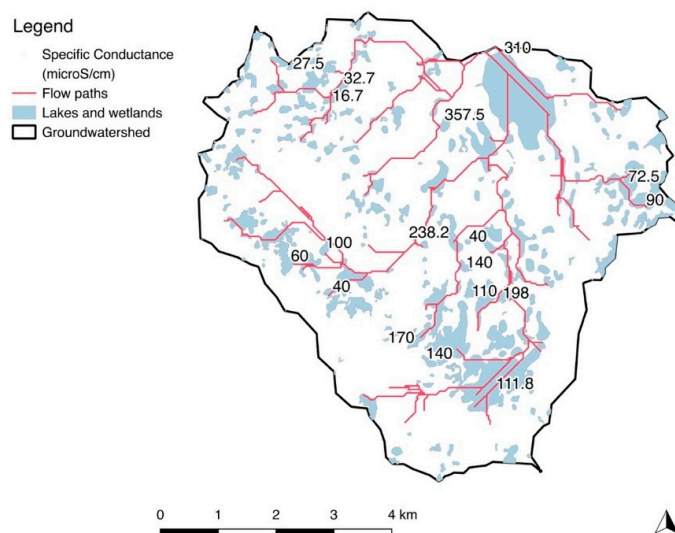 Legend
Specific Conductance
(microS/cm)
Flow paths
Lakes and wetlands
Groundwatershed
310
27.5
32.7
16.7
357.5
72.5
90
238.2
40
100
60
140
40
110
198
170
140
111.8
0 1 2 3 4 km